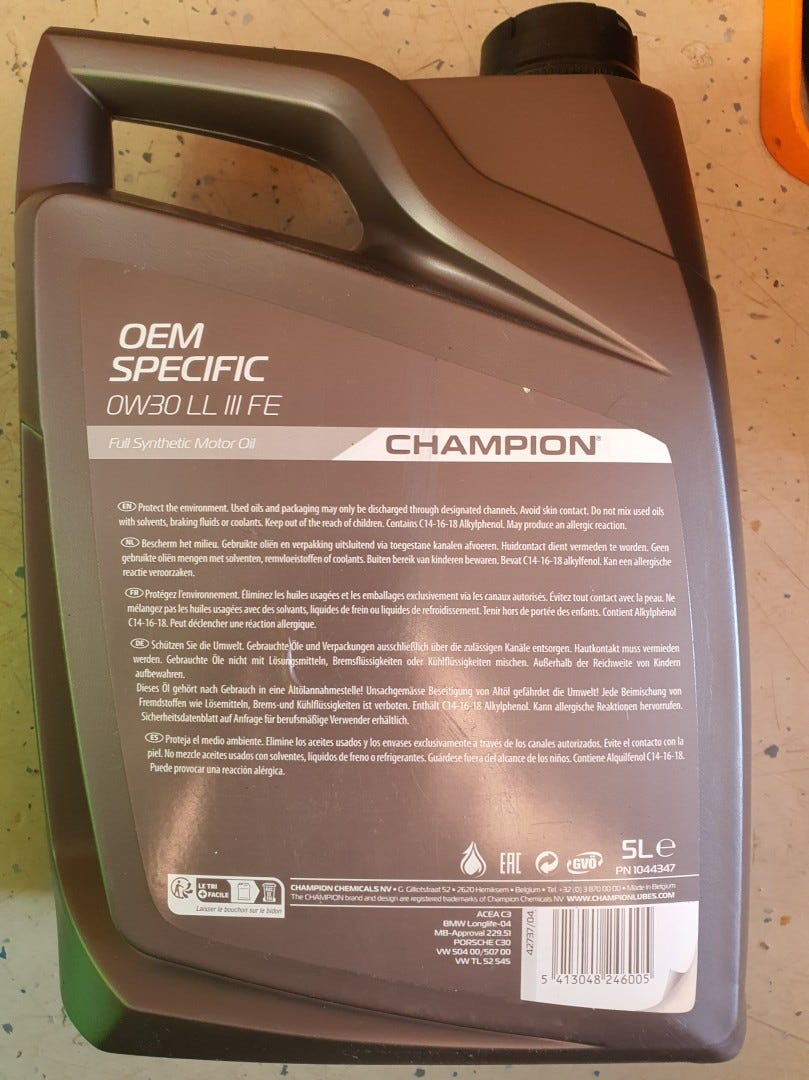 OEM
SPECIFIC
0W30 LL III FE
Full Synthetic Motor Oil
CHAMPION®
EN Protect the environment. Used oils and packaging may only be discharged through designated channels. Avoid skin contact. Do not mix used oils
with solvents, braking fluids or coolants. Keep out of the reach of children. Contains C14-16-18 Alkylphenol. May produce an allergic reaction.
NL Bescherm het milieu. Gebruikte oliën en verpakking uitsluitend via toegestane kanalen afvoeren. Huidcontact dient vermeden te worden. Geen
gebruikte oliën mengen met solventen, remvloeistoffen of coolants. Buiten bereik van kinderen bewaren. Bevat C14-16-18 alkylfenol. Kan een allergische
reactie veroorzaken.
FR Protégez l'environnement. Éliminez les huiles usagées et les emballages exclusivement via les canaux autorisés. Évitez tout contact avec la peau. Ne
mélangez pas les huiles usagées avec des solvants, liquides de frein ou liquides de refroidissement. Tenir hors de portée des enfants. Contient Alkylphénol
C14-16-18. Peut déclencher une réaction allergique.
DE Schützen Sie die Umwelt. Gebrauchte Öle und Verpackungen ausschließlich über die zulässigen Kanäle entsorgen. Hautkontakt muss vermieden
werden. Gebrauchte Öle nicht mit Lösungsmitteln, Bremsflüssigkeiten oder Kühlflüssigkeiten mischen. Außerhalb der Reichweite von Kindern
aufbewahren.
Dieses Öl gehört nach Gebrauch in eine Altölannahmestelle! Unsachgemässe Beseitigung von Altöl gefährdet die Umwelt! Jede Beimischung von
Fremdstoffen wie Lösemitteln, Brems-und Kühlflüssigkeiten ist verboten. Enthält C14-16-18 Alkylphenol. Kann allergische Reaktionen hervorrufen.
Sicherheitsdatenblatt auf Anfrage für berufsmäßige Verwender erhältlich.
ES Proteja el medio ambiente. Elimine los aceites usados y los envases exclusivamente a través de los canales autorizados. Evite el contacto con la
piel. No mezcle aceites usados con solventes, líquidos de freno o refrigerantes. Guárdese fuera del alcance de los niños. Contiene Alquilfenol C14-16-18.
Puede provocar una reacción alérgica.
EAC GVÖ 5L e
PN 1044347
LE TRI
+ FACILE
Laisser le bouchon sur le bidon
CHAMPION CHEMICALS NV • G. Gilliotstraat 52 • 2620 Hemiksem • Belgium • Tel. +32 (0) 3 870 00 00 • Made in Belgium
The CHAMPION brand and design are registered trademarks of Champion Chemicals NV WWW.CHAMPIONLUBES.COM
ACEA C3
BMW Longlife-04
MB-Approval 229.51
PORSCHE C30
VW 504 00/507 00
VW TL 52 545
42737/04
5 413048 246005